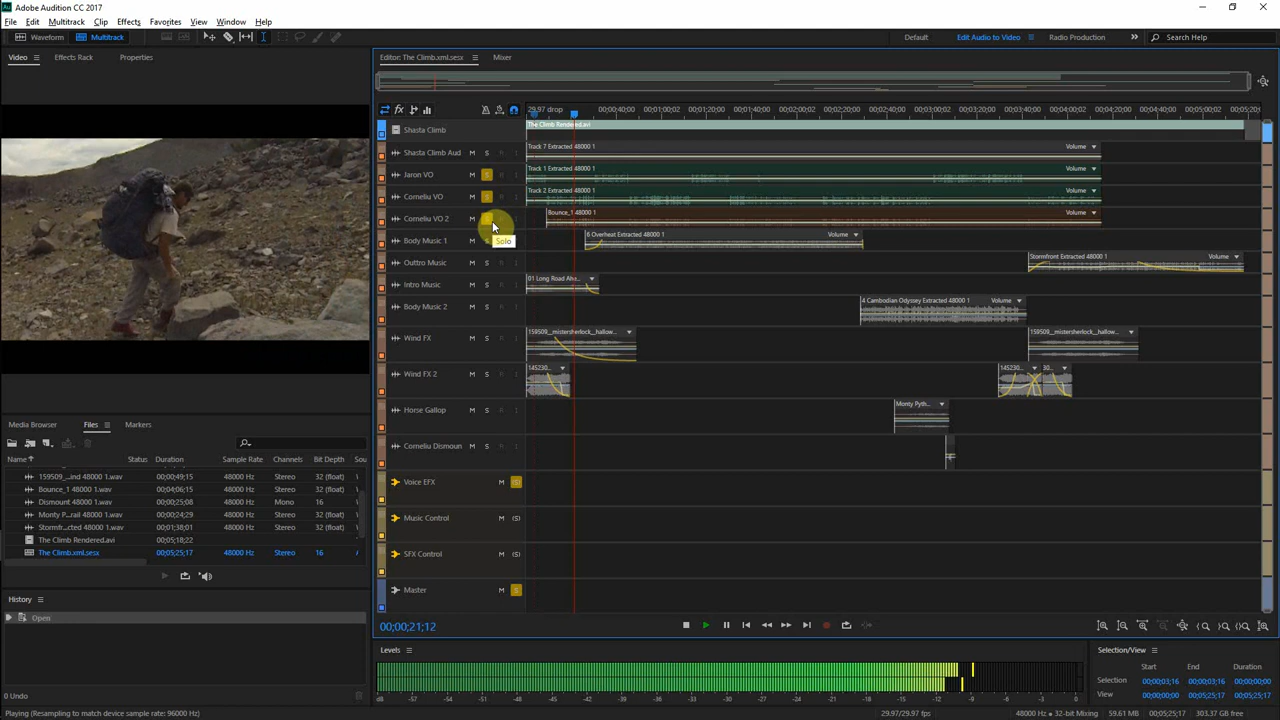 Adobe Audition CC 2017
File Edit Multitrack Clip Effects Favorites View Window Help
Waveform Multitrack Default Edit Audio to Video Radio Production Search Help
Video Effects Rack Properties
Editor: The Climb.xml.sesx Mixer
29.97 drop 00;00;40;00 00;01;00;02 00;01;20;00 00;01;40;00 00;02;00;02 00;02;20;00 00;02;40;00 00;03;00;02 00;03;20;00 00;03;40;00 00;04;00;02 00;04;20;00 00;04;40;00 00;05;00;02 00;05;20;0
Shasta Climb The Climb Rendered.avi
Shasta Climb Aud M S R I Track 7 Extracted 48000 1 Volume
Jaron VO M S R I Track 1 Extracted 48000 1 Volume
Corneliu VO M S R I Track 2 Extracted 48000 1 Volume
Corneliu VO 2 M S Bounce_1 48000 1 Volume
Body Music 1 M S Solo 6 Overheat Extracted 48000 1 Volume
Outtro Music M S R I Stormfront Extracted 48000 1 Volume
Intro Music M S R I 01 Long Road Ahe...
Body Music 2 M S R I 4 Cambodian Odyssey Extracted 48000 1 Volume
Wind FX M S R I 159509__mistersherlock__hallow... 159509__mistersherlock__hallow...
Wind FX 2 M S R I 145230... 145230... 30...
Horse Gallop M S R I Monty Pyth...
Corneliu Dismoun M S R I
Voice EFX M (S)
Music Control M (S)
SFX Control M (S)
Master M S
Media Browser Files Markers
Name Status Duration Sample Rate Channels Bit Depth Sou
159509_...ind 48000 1.wav 00;00;49;15 48000 Hz Stereo 32 (float)
Bounce_1 48000 1.wav 00;04;06;15 48000 Hz Stereo 32 (float)
Dismount 48000 1.wav 00;00;25;08 48000 Hz Mono 16
Monty P...rail 48000 1.wav 00;00;24;29 48000 Hz Stereo 32 (float)
Stormfr...cted 48000 1.wav 00;01;38;01 48000 Hz Stereo 32 (float)
The Climb Rendered.avi 00;05;18;22
The Climb.xml.sesx 00;05;25;17 48000 Hz Stereo 16
History
Open
00;00;21;12
Levels
dB -57 -54 -51 -48 -45 -42 -39 -36 -33 -30 -27 -24 -21 -18 -15 -12 -9 -6 -3 0
Selection/View
Start End Duration
Selection 00;00;03;16 00;00;03;16 00;00;00;00
View 00;00;00;00 00;05;25;17 00;05;25;17
0 Undo
Playing (Resampling to match device sample rate: 96000 Hz) 29.97/29.97 fps 48000 Hz • 32-bit Mixing 59.61 MB 00;05;25;17 303.37 GB free